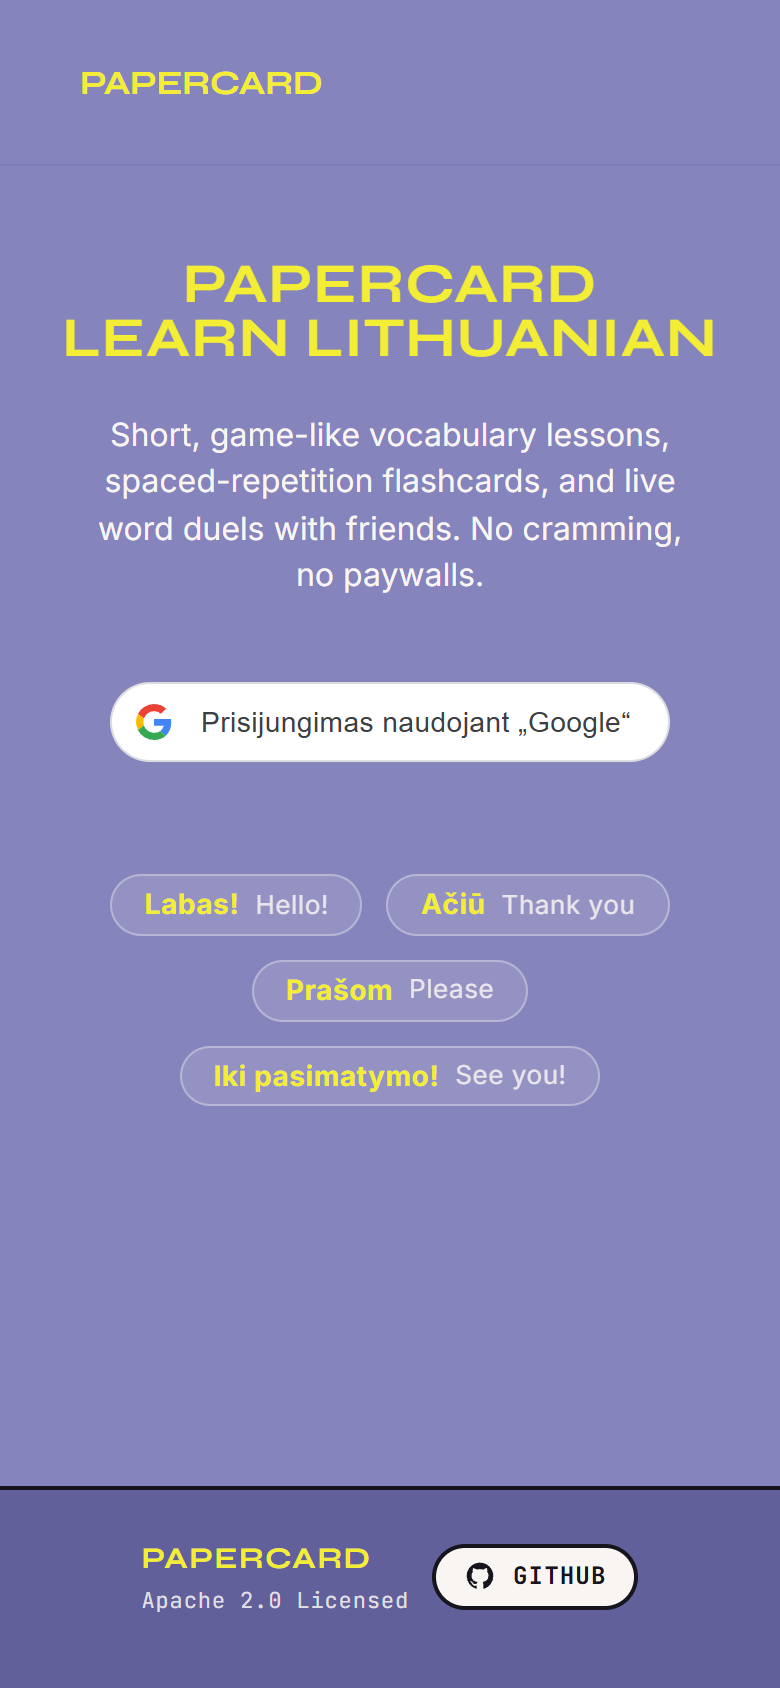 PAPERCARD
PAPERCARD
LEARN LITHUANIAN
Short, game-like vocabulary lessons,
spaced-repetition flashcards, and live
word duels with friends. No cramming,
no paywalls.
Prisijungimas naudojant „Google“
Labas! Hello!
Ačiū Thank you
Prašom Please
Iki pasimatymo! See you!
PAPERCARD
Apache 2.0 Licensed
GITHUB